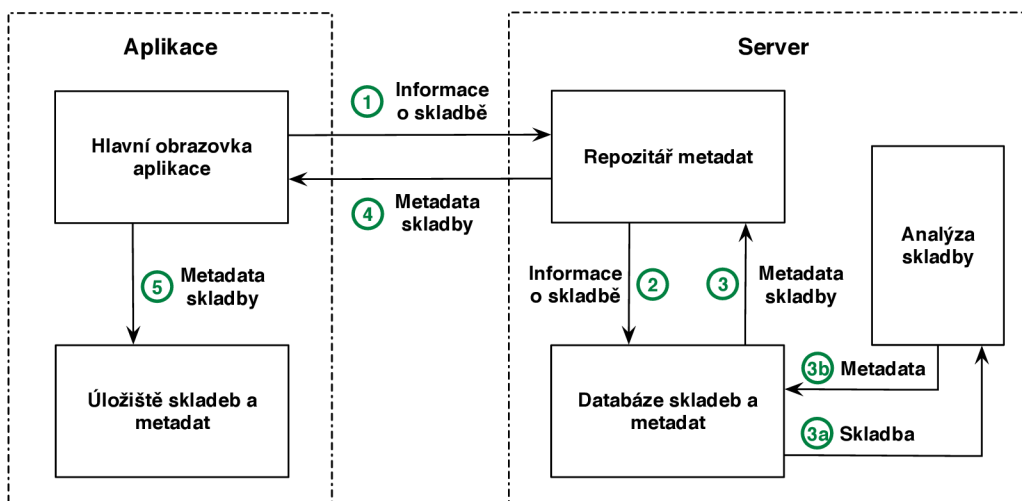 Aplikace
Server
1
Informace
o skladbě
Hlavní obrazovka
aplikace
Repozitář metadat
4
Metadata
skladby
Analýza
skladby
5
Metadata
skladby
Informace
o skladbě
2
3
Metadata
skladby
3b
Metadata
Úložiště skladeb a
metadat
Databáze skladeb a
metadat
3a
Skladba